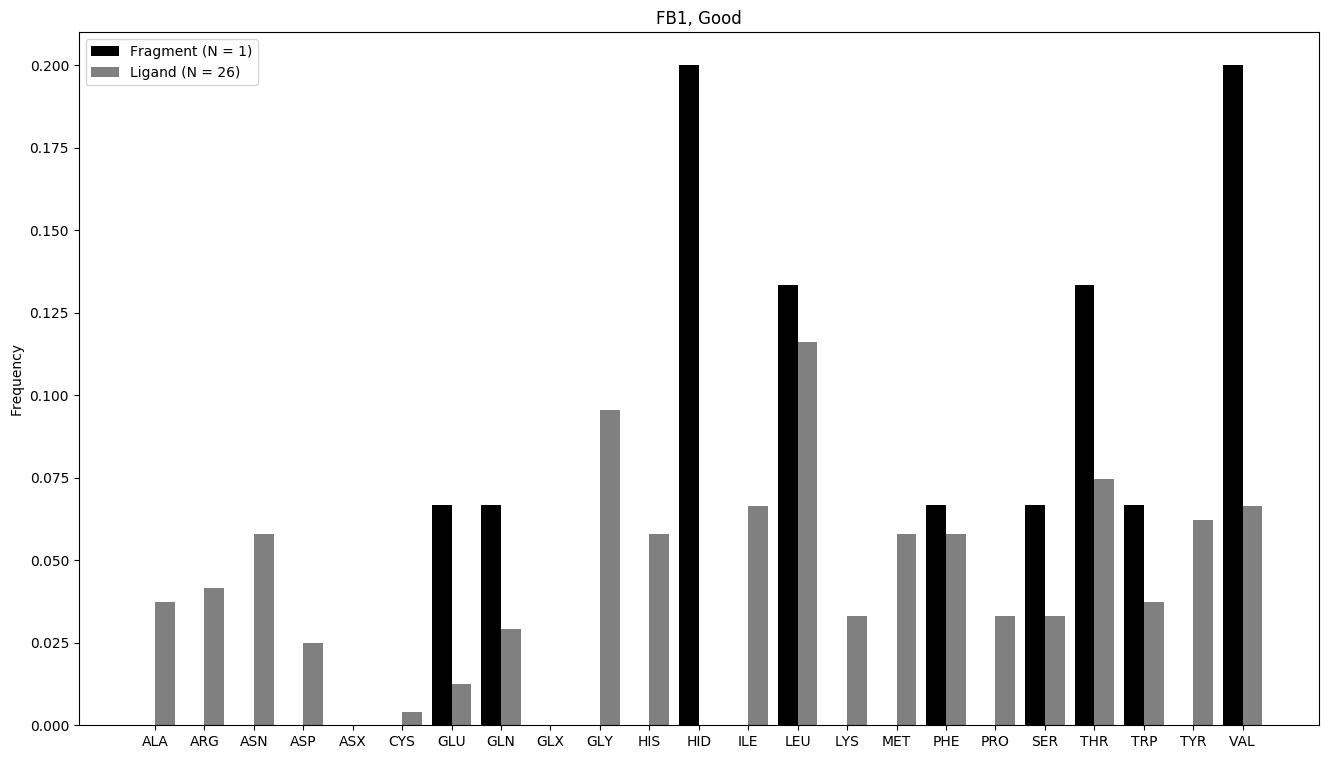 FB1, Good
Fragment (N = 1)
Ligand (N = 26)
Frequency
0.200
0.175
0.150
0.125
0.100
0.075
0.050
0.025
0.000
ALA ARG ASN ASP ASX CYS GLU GLN GLX GLY HIS HID ILE LEU LYS MET PHE PRO SER THR TRP TYR VAL